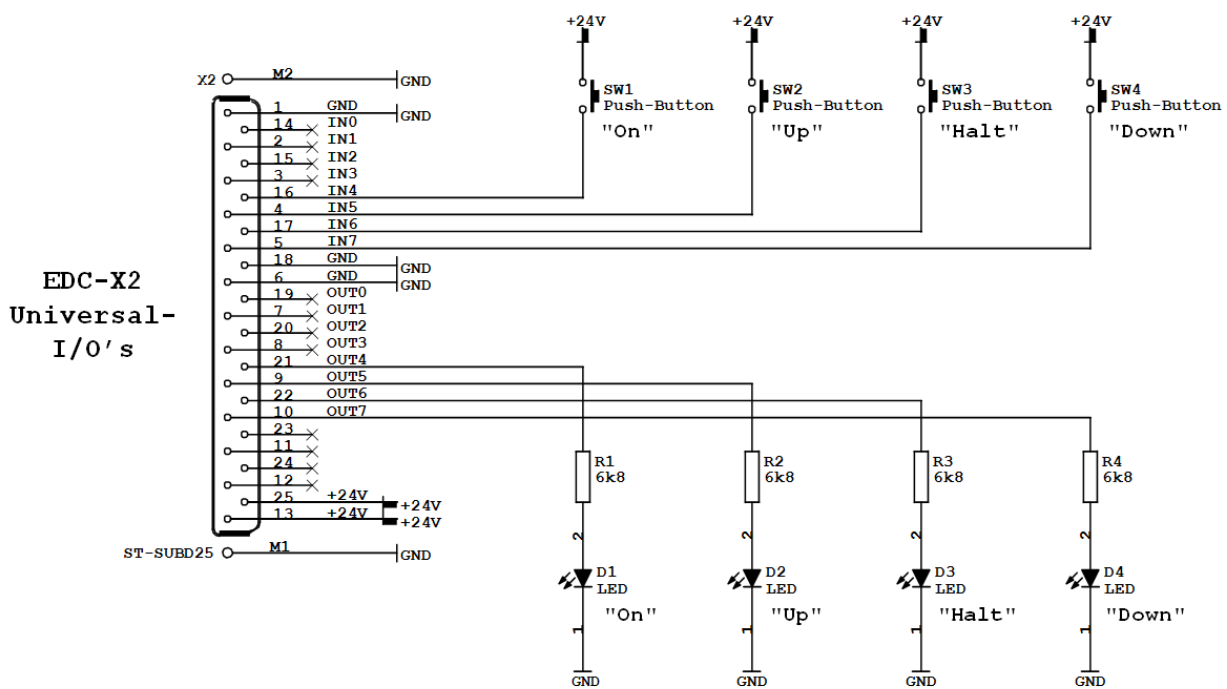 +24V
+24V
+24V
+24V
X2
M2
GND
SW1
Push-Button
"On"
SW2
Push-Button
"Up"
SW3
Push-Button
"Halt"
SW4
Push-Button
"Down"
1 GND
GND
14 IN0
2 IN1
15 IN2
3 IN3
16 IN4
4 IN5
17 IN6
5 IN7
18 GND
GND
6 GND
GND
19 OUT0
7 OUT1
20 OUT2
8 OUT3
21 OUT4
9 OUT5
22 OUT6
10 OUT7
23
11
24
12
25 +24V
+24V
13 +24V
+24V
EDC-X2
Universal-
I/O's
ST-SUBD25
M1
GND
R1
6k8
R2
6k8
R3
6k8
R4
6k8
2
2
2
2
D1
LED
"On"
D2
LED
"Up"
D3
LED
"Halt"
D4
LED
"Down"
1
1
1
1
GND
GND
GND
GND